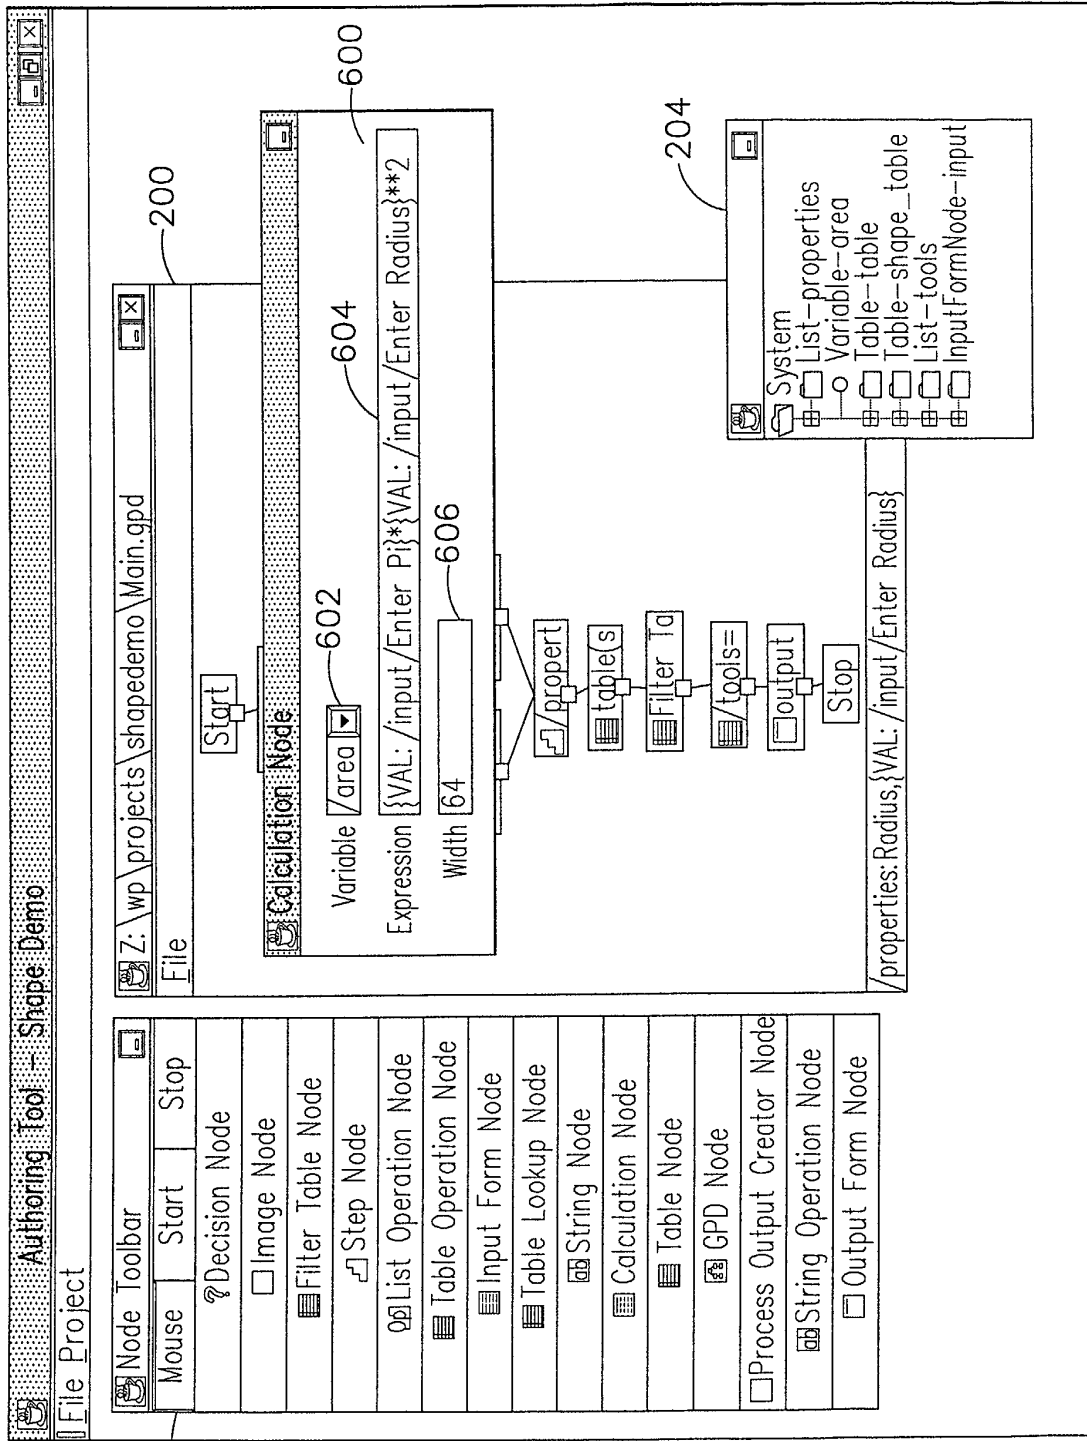 Authoring Tool – Shape Demo
File Project
Node Toolbar
Mouse Start Stop
Decision Node
Image Node
Filter Table Node
Step Node
Op List Operation Node
Table Operation Node
Input Form Node
Table Lookup Node
ab String Node
Calculation Node
Table Node
GPD Node
Process Output Creator Node
ab String Operation Node
Output Form Node
Z: \wp\projects\shapedemo\Main.gpd
200
File
Start
Calculation Node
600
Variable /area 602
604
Expression {VAL: /input/Enter Pi}*{VAL: /input/Enter Radius}**2
Width 64 606
/propert
table(s
Filter Ta
/tools=
output
Stop
/properties:Radius,{VAL: /input/Enter Radius}
204
System
List-properties
Variable-area
Table-table
Table-shape_table
List-tools
InputFormNode-input